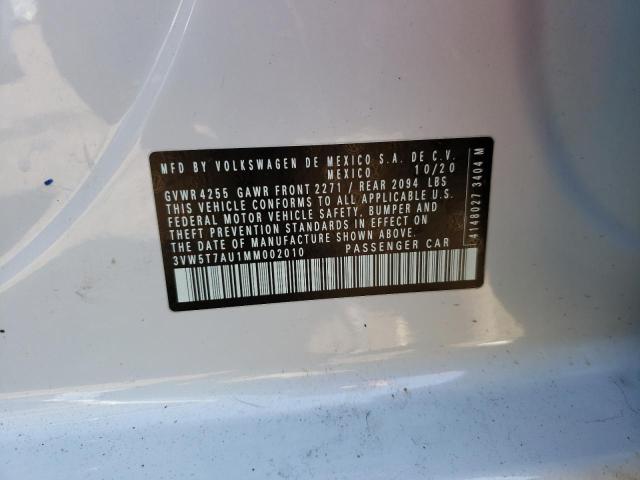 MFD BY VOLKSWAGEN DE MEXICO S.A. DE C.V.
MEXICO 10/20
GVWR 4255 GAWR FRONT 2271 / REAR 2094 LBS
THIS VEHICLE CONFORMS TO ALL APPLICABLE U.S.
FEDERAL MOTOR VEHICLE SAFETY, BUMPER AND
THEFT PREVENTION STANDARDS IN EFFECT ON
THE DATE OF MANUFACTURE SHOWN ABOVE.
3VW5T7AU1MM002010 PASSENGER CAR
4148027 3404 M